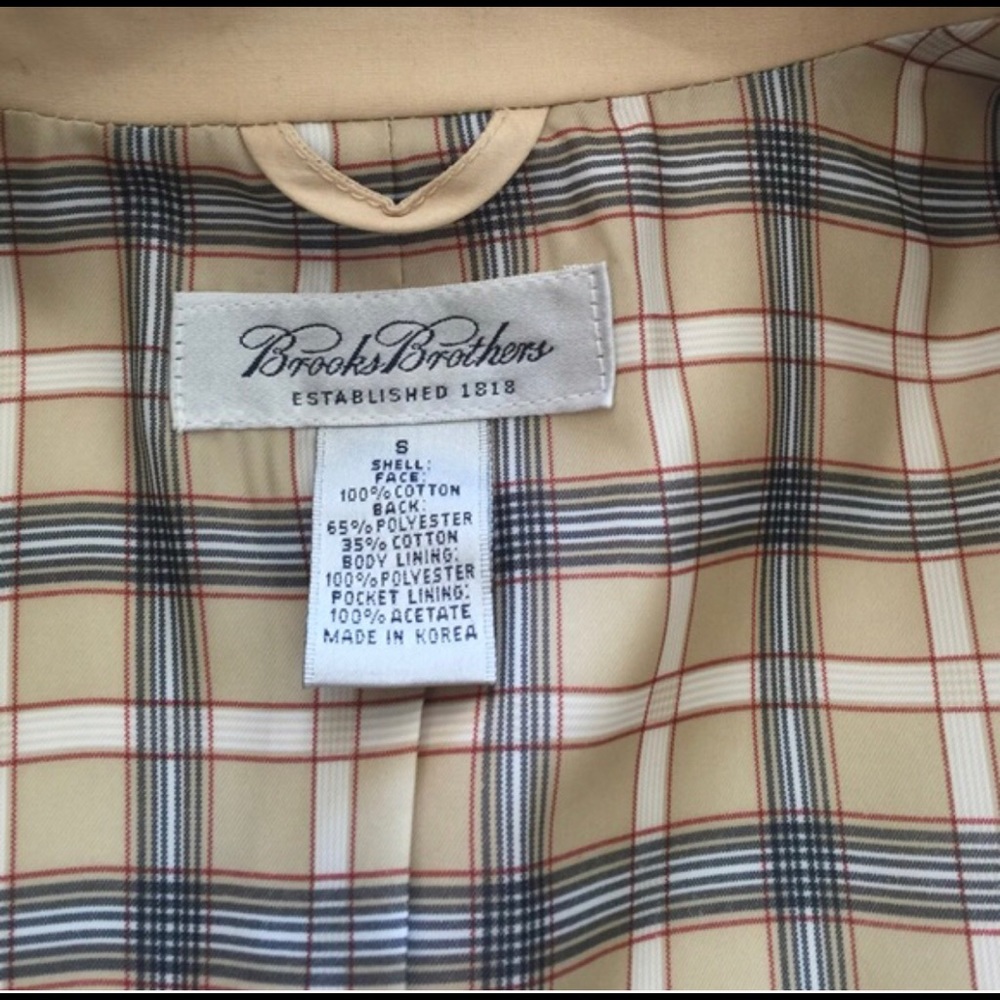 Brooks Brothers
ESTABLISHED 1818
S
SHELL:
FACE:
100% COTTON
BACK:
65% POLYESTER
35% COTTON
BODY LINING:
100% POLYESTER
POCKET LINING:
100% ACETATE
MADE IN KOREA